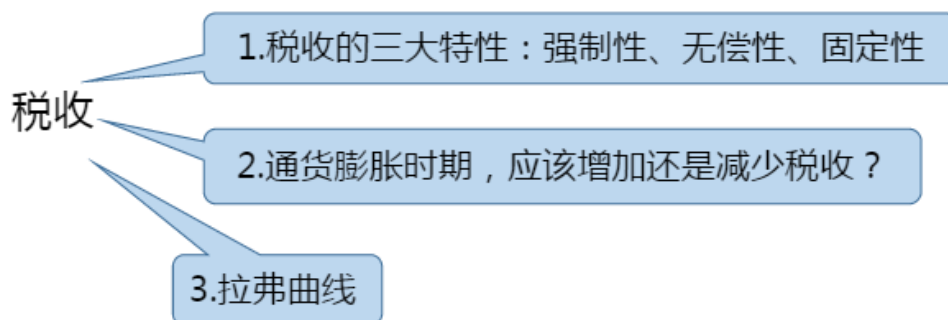 1.税收的三大特性：强制性、无偿性、固定性
税收
2.通货膨胀时期，应该增加还是减少税收？
3.拉弗曲线